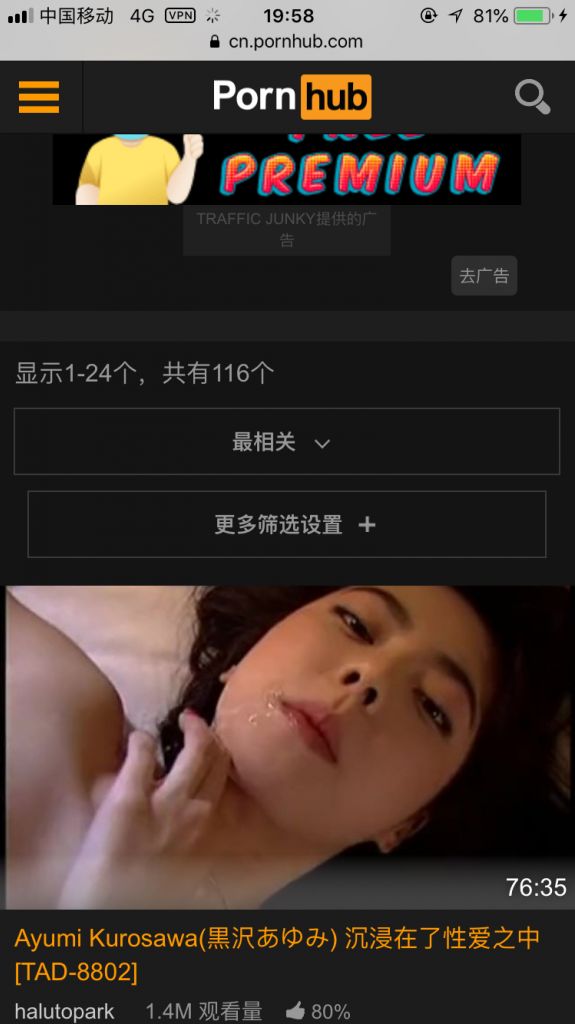 中国移动 4G VPN 19:58 81%
cn.pornhub.com
Porn hub
PREMIUM
TRAFFIC JUNKY提供的广
告
去广告
显示1-24个，共有116个
最相关
更多筛选设置 +
76:35
Ayumi Kurosawa(黒沢あゆみ) 沉浸在了性爱之中
[TAD-8802]
halutopark 1.4M 观看量 80%